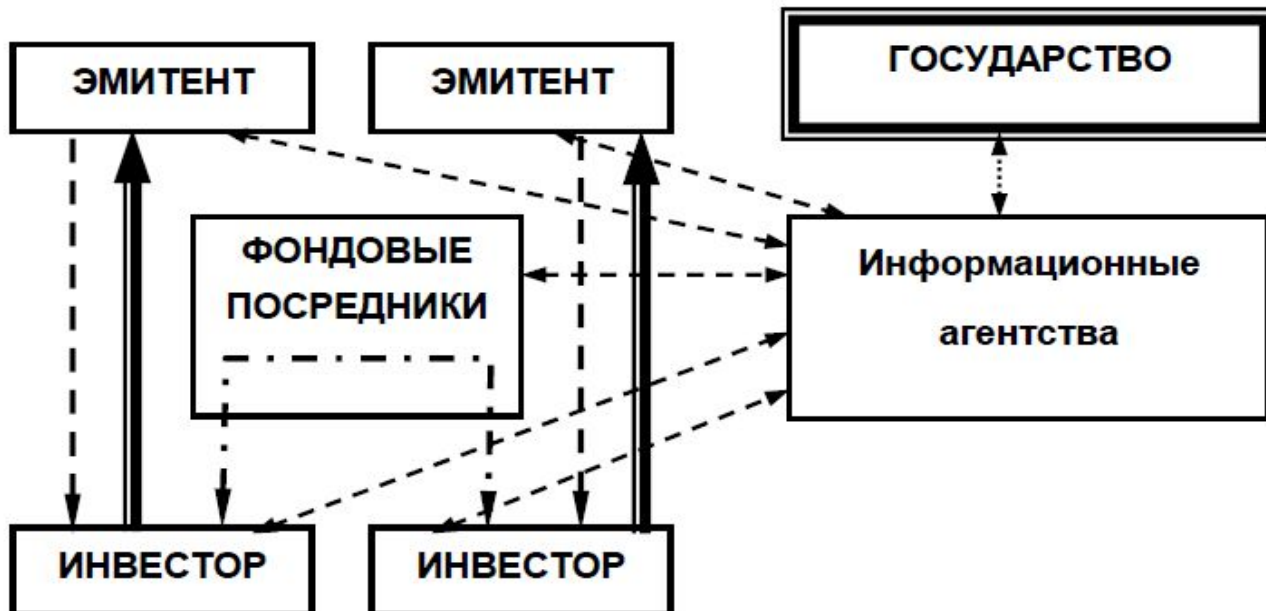 ЭМИТЕНТ
ЭМИТЕНТ
ГОСУДАРСТВО
ФОНДОВЫЕ
ПОСРЕДНИКИ
Информационные
агентства
ИНВЕСТОР
ИНВЕСТОР